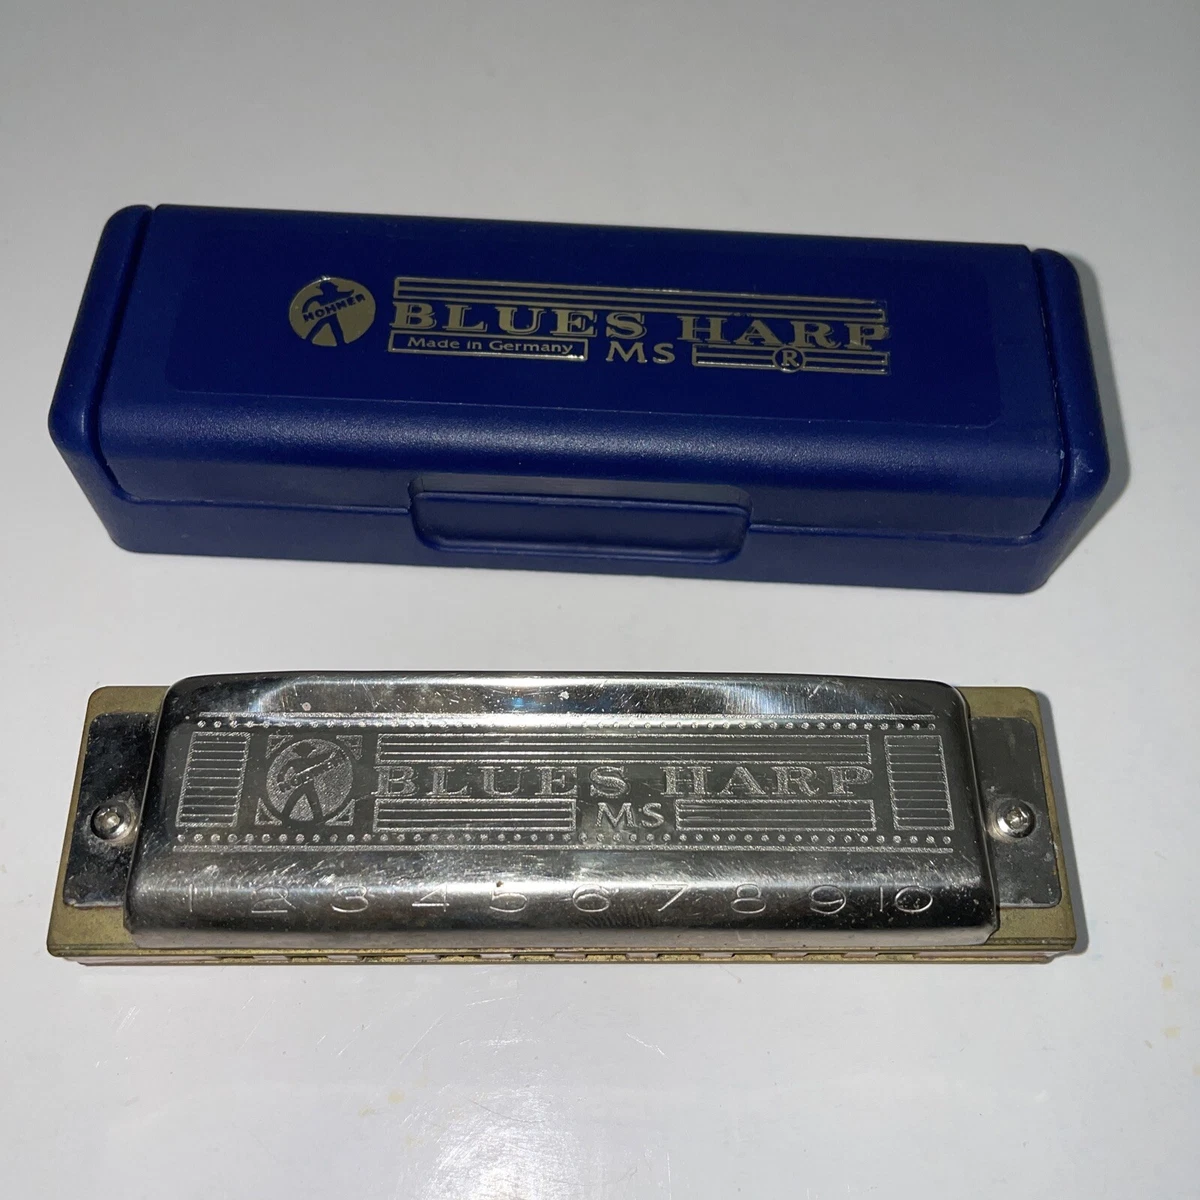 HOHNER
BLUES HARP
Made in Germany MS ®
BLUES HARP
MS
1 2 3 4 5 6 7 8 9 10